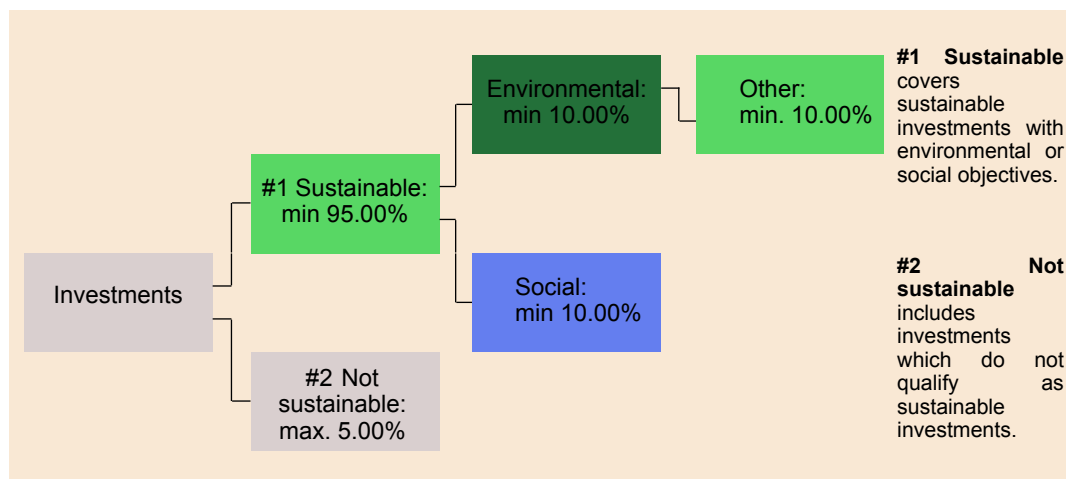 Investments
#1 Sustainable:
min 95.00%
#2 Not
sustainable:
max. 5.00%
Environmental:
min 10.00%
Social:
min 10.00%
Other:
min. 10.00%
#1 Sustainable
covers
sustainable
investments with
environmental or
social objectives.
#2 Not
sustainable
includes
investments
which do not
qualify as
sustainable
investments.